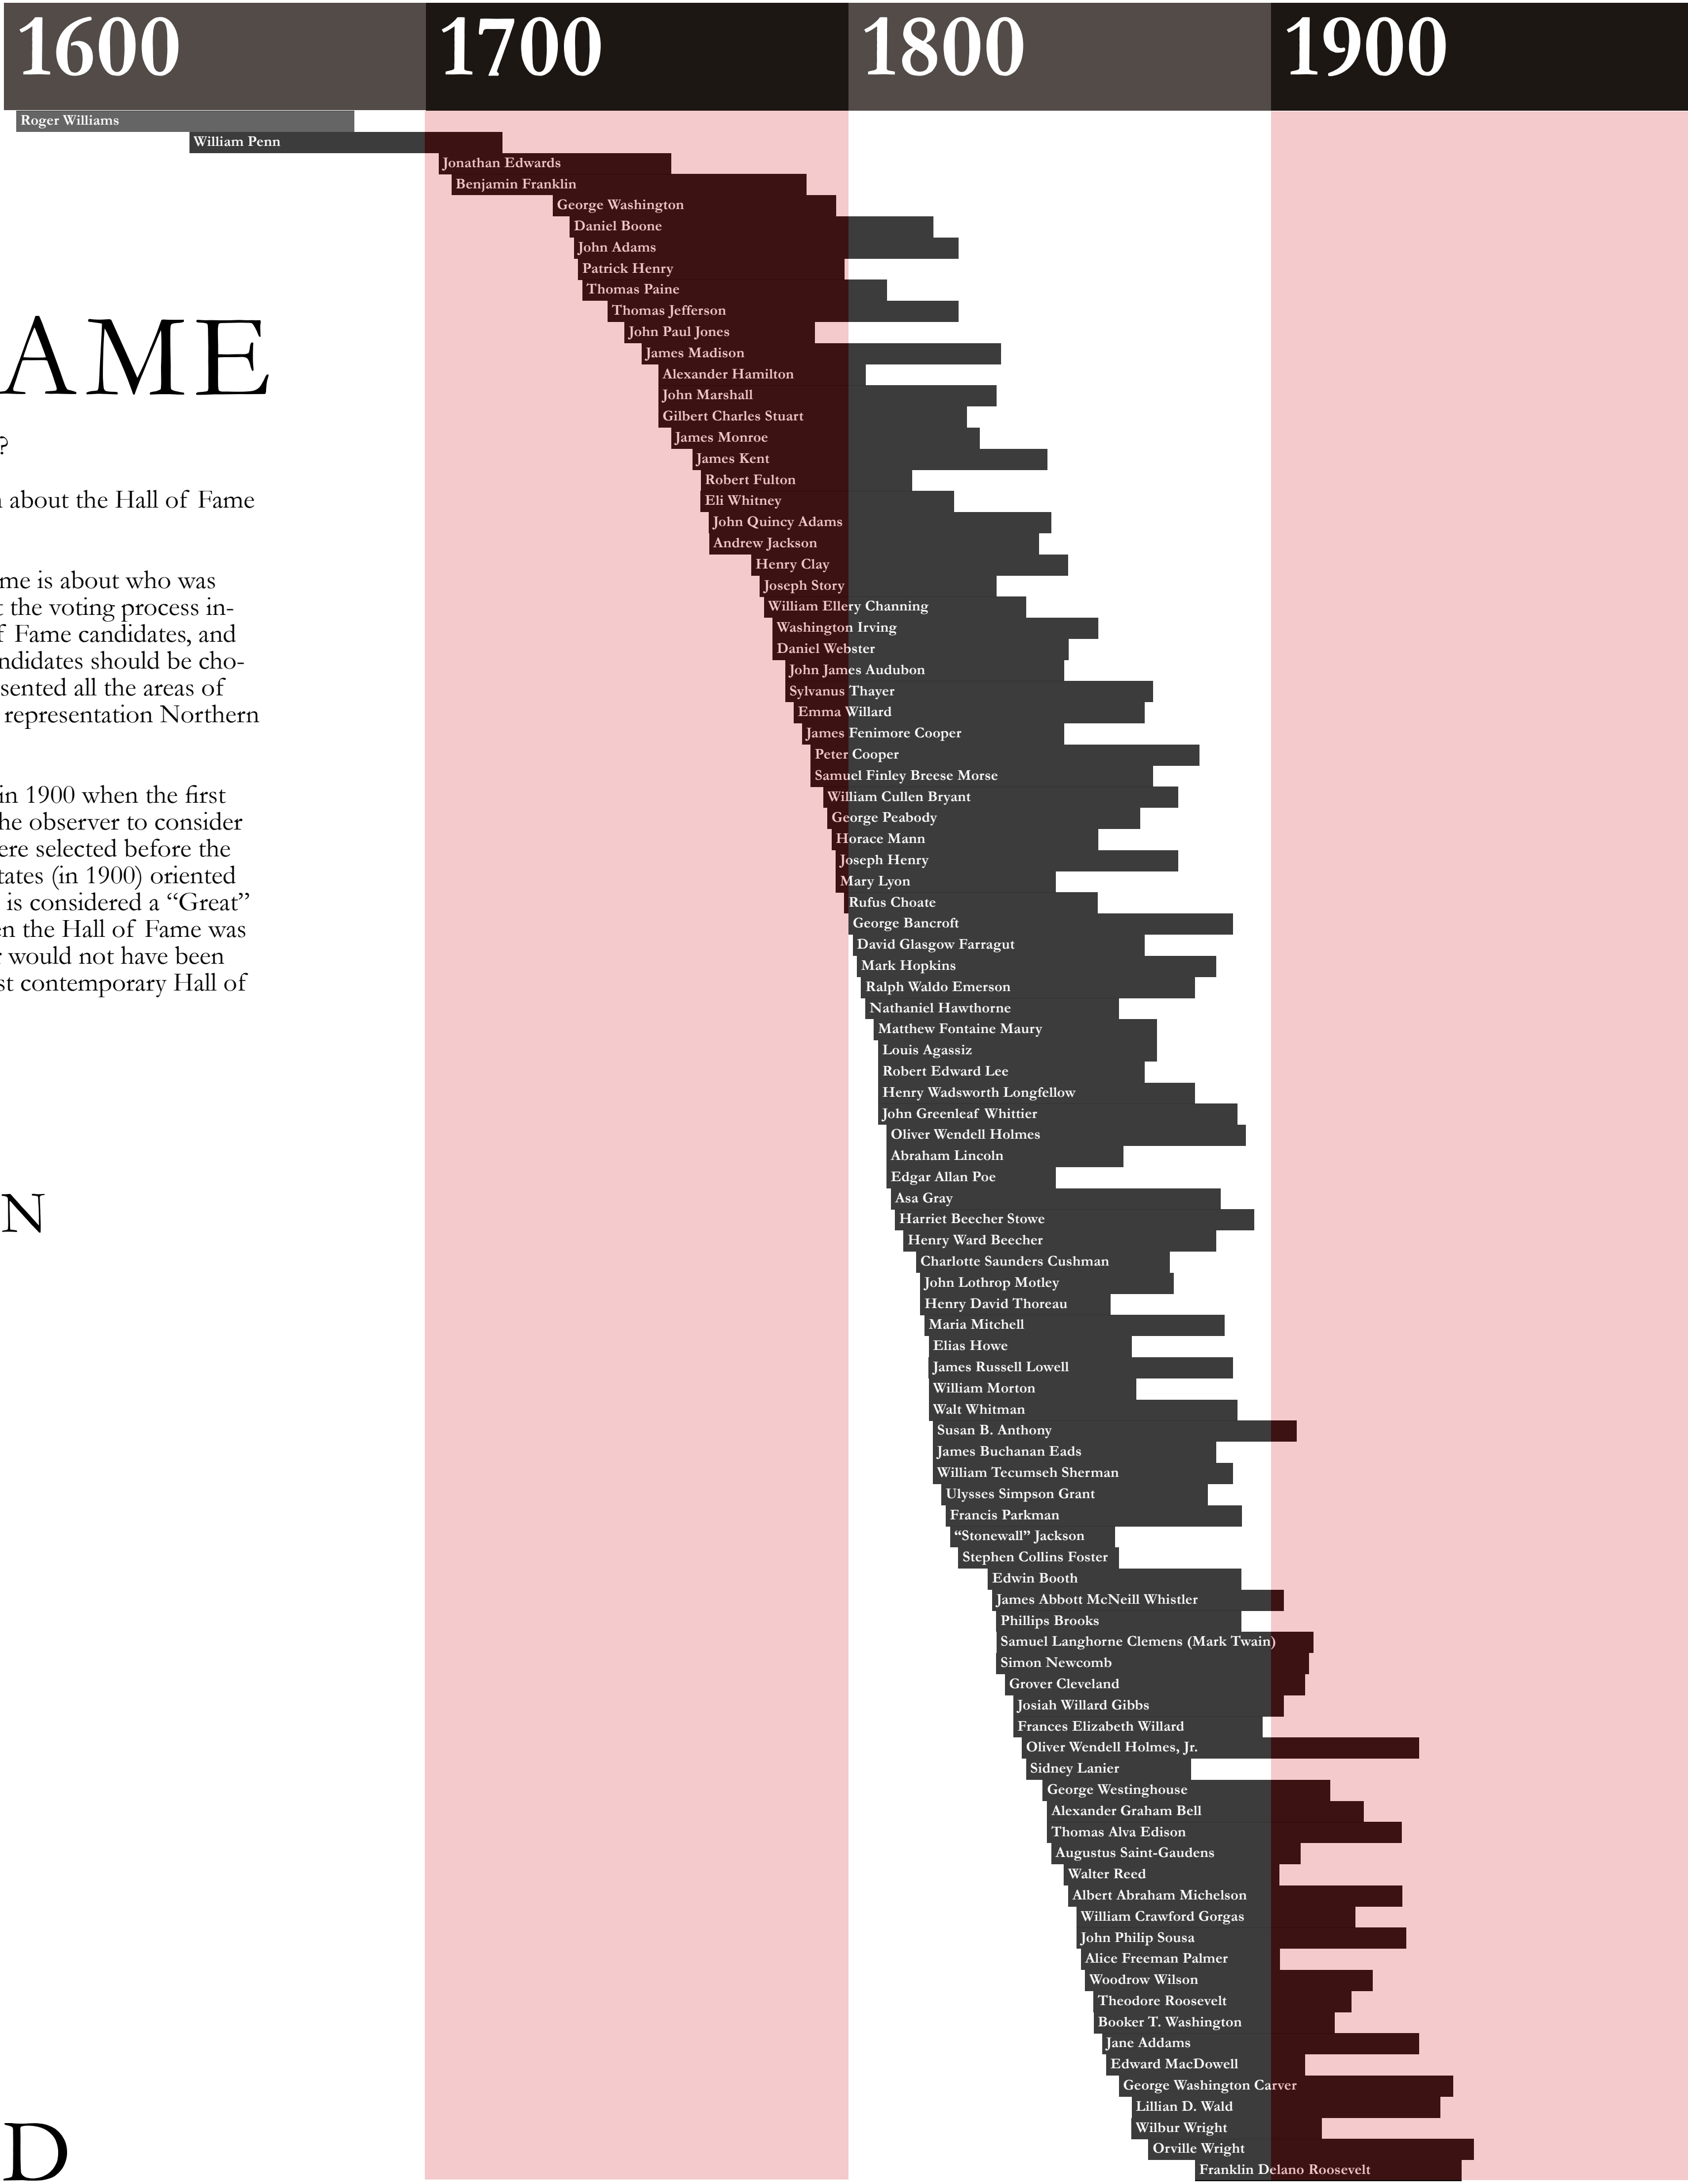 1600 1700 1800 1900
Roger Williams
William Penn
Jonathan Edwards
Benjamin Franklin
George Washington
Daniel Boone
John Adams
Patrick Henry
Thomas Paine
Thomas Jefferson
John Paul Jones
James Madison
Alexander Hamilton
John Marshall
Gilbert Charles Stuart
James Monroe
James Kent
Robert Fulton
Eli Whitney
John Quincy Adams
Andrew Jackson
Henry Clay
Joseph Story
William Ellery Channing
Washington Irving
Daniel Webster
John James Audubon
Sylvanus Thayer
Emma Willard
James Fenimore Cooper
Peter Cooper
Samuel Finley Breese Morse
William Cullen Bryant
George Peabody
Horace Mann
Joseph Henry
Mary Lyon
Rufus Choate
George Bancroft
David Glasgow Farragut
Mark Hopkins
Ralph Waldo Emerson
Nathaniel Hawthorne
Matthew Fontaine Maury
Louis Agassiz
Robert Edward Lee
Henry Wadsworth Longfellow
John Greenleaf Whittier
Oliver Wendell Holmes
Abraham Lincoln
Edgar Allan Poe
Asa Gray
Harriet Beecher Stowe
Henry Ward Beecher
Charlotte Saunders Cushman
John Lothrop Motley
Henry David Thoreau
Maria Mitchell
Elias Howe
James Russell Lowell
William Morton
Walt Whitman
Susan B. Anthony
James Buchanan Eads
William Tecumseh Sherman
Ulysses Simpson Grant
Francis Parkman
“Stonewall” Jackson
Stephen Collins Foster
Edwin Booth
James Abbott McNeill Whistler
Phillips Brooks
Samuel Langhorne Clemens (Mark Twain)
Simon Newcomb
Grover Cleveland
Josiah Willard Gibbs
Frances Elizabeth Willard
Oliver Wendell Holmes, Jr.
Sidney Lanier
George Westinghouse
Alexander Graham Bell
Thomas Alva Edison
Augustus Saint-Gaudens
Walter Reed
Albert Abraham Michelson
William Crawford Gorgas
John Philip Sousa
Alice Freeman Palmer
Woodrow Wilson
Theodore Roosevelt
Booker T. Washington
Jane Addams
Edward MacDowell
George Washington Carver
Lillian D. Wald
Wilbur Wright
Orville Wright
Franklin Delano Roosevelt
AME
?
about the Hall of Fame
me is about who was
the voting process in-
f Fame candidates, and
ndidates should be cho-
sented all the areas of
representation Northern
in 1900 when the first
he observer to consider
ere selected before the
tates (in 1900) oriented
is considered a “Great”
en the Hall of Fame was
r would not have been
st contemporary Hall of
N
D